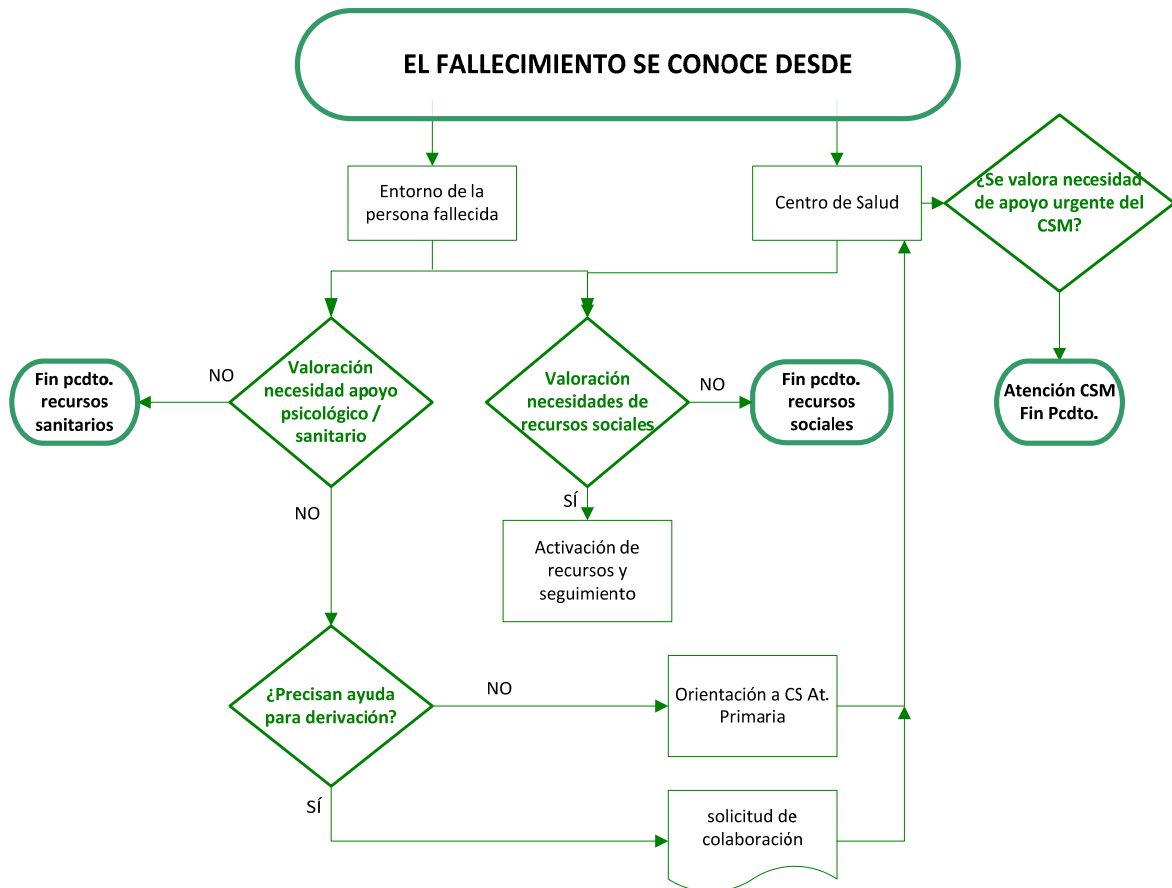 EL FALLECIMIENTO SE CONOCE DESDE
Entorno de la
persona fallecida
Centro de Salud
¿Se valora necesidad
de apoyo urgente del
CSM?
Fin pcdto.
recursos
sanitarios
NO
Valoración
necesidad apoyo
psicológico /
sanitario
Valoración
necesidades de
recursos sociales
NO
Fin pcdto.
recursos
sociales
Atención CSM
Fin Pcdto.
NO
SÍ
Activación de
recursos y
seguimiento
¿Precisan ayuda
para derivación?
NO
Orientación a CS At.
Primaria
SÍ
solicitud de
colaboración